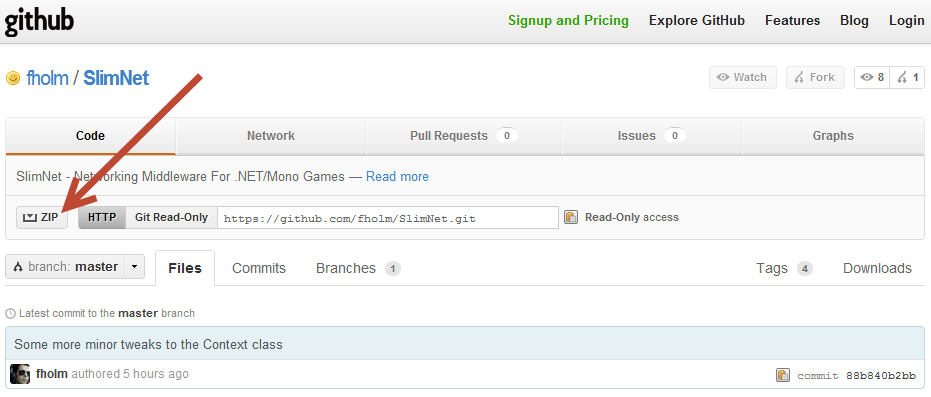 github Signup and Pricing Explore GitHub Features Blog Login
fholm / SlimNet Watch Fork 8 1
Code Network Pull Requests 0 Issues 0 Graphs
SlimNet - Networking Middleware For .NET/Mono Games — Read more
ZIP HTTP Git Read-Only https://github.com/fholm/SlimNet.git Read-Only access
branch: master Files Commits Branches 1 Tags 4 Downloads
Latest commit to the master branch
Some more minor tweaks to the Context class
fholm authored 5 hours ago commit 88b840b2bb